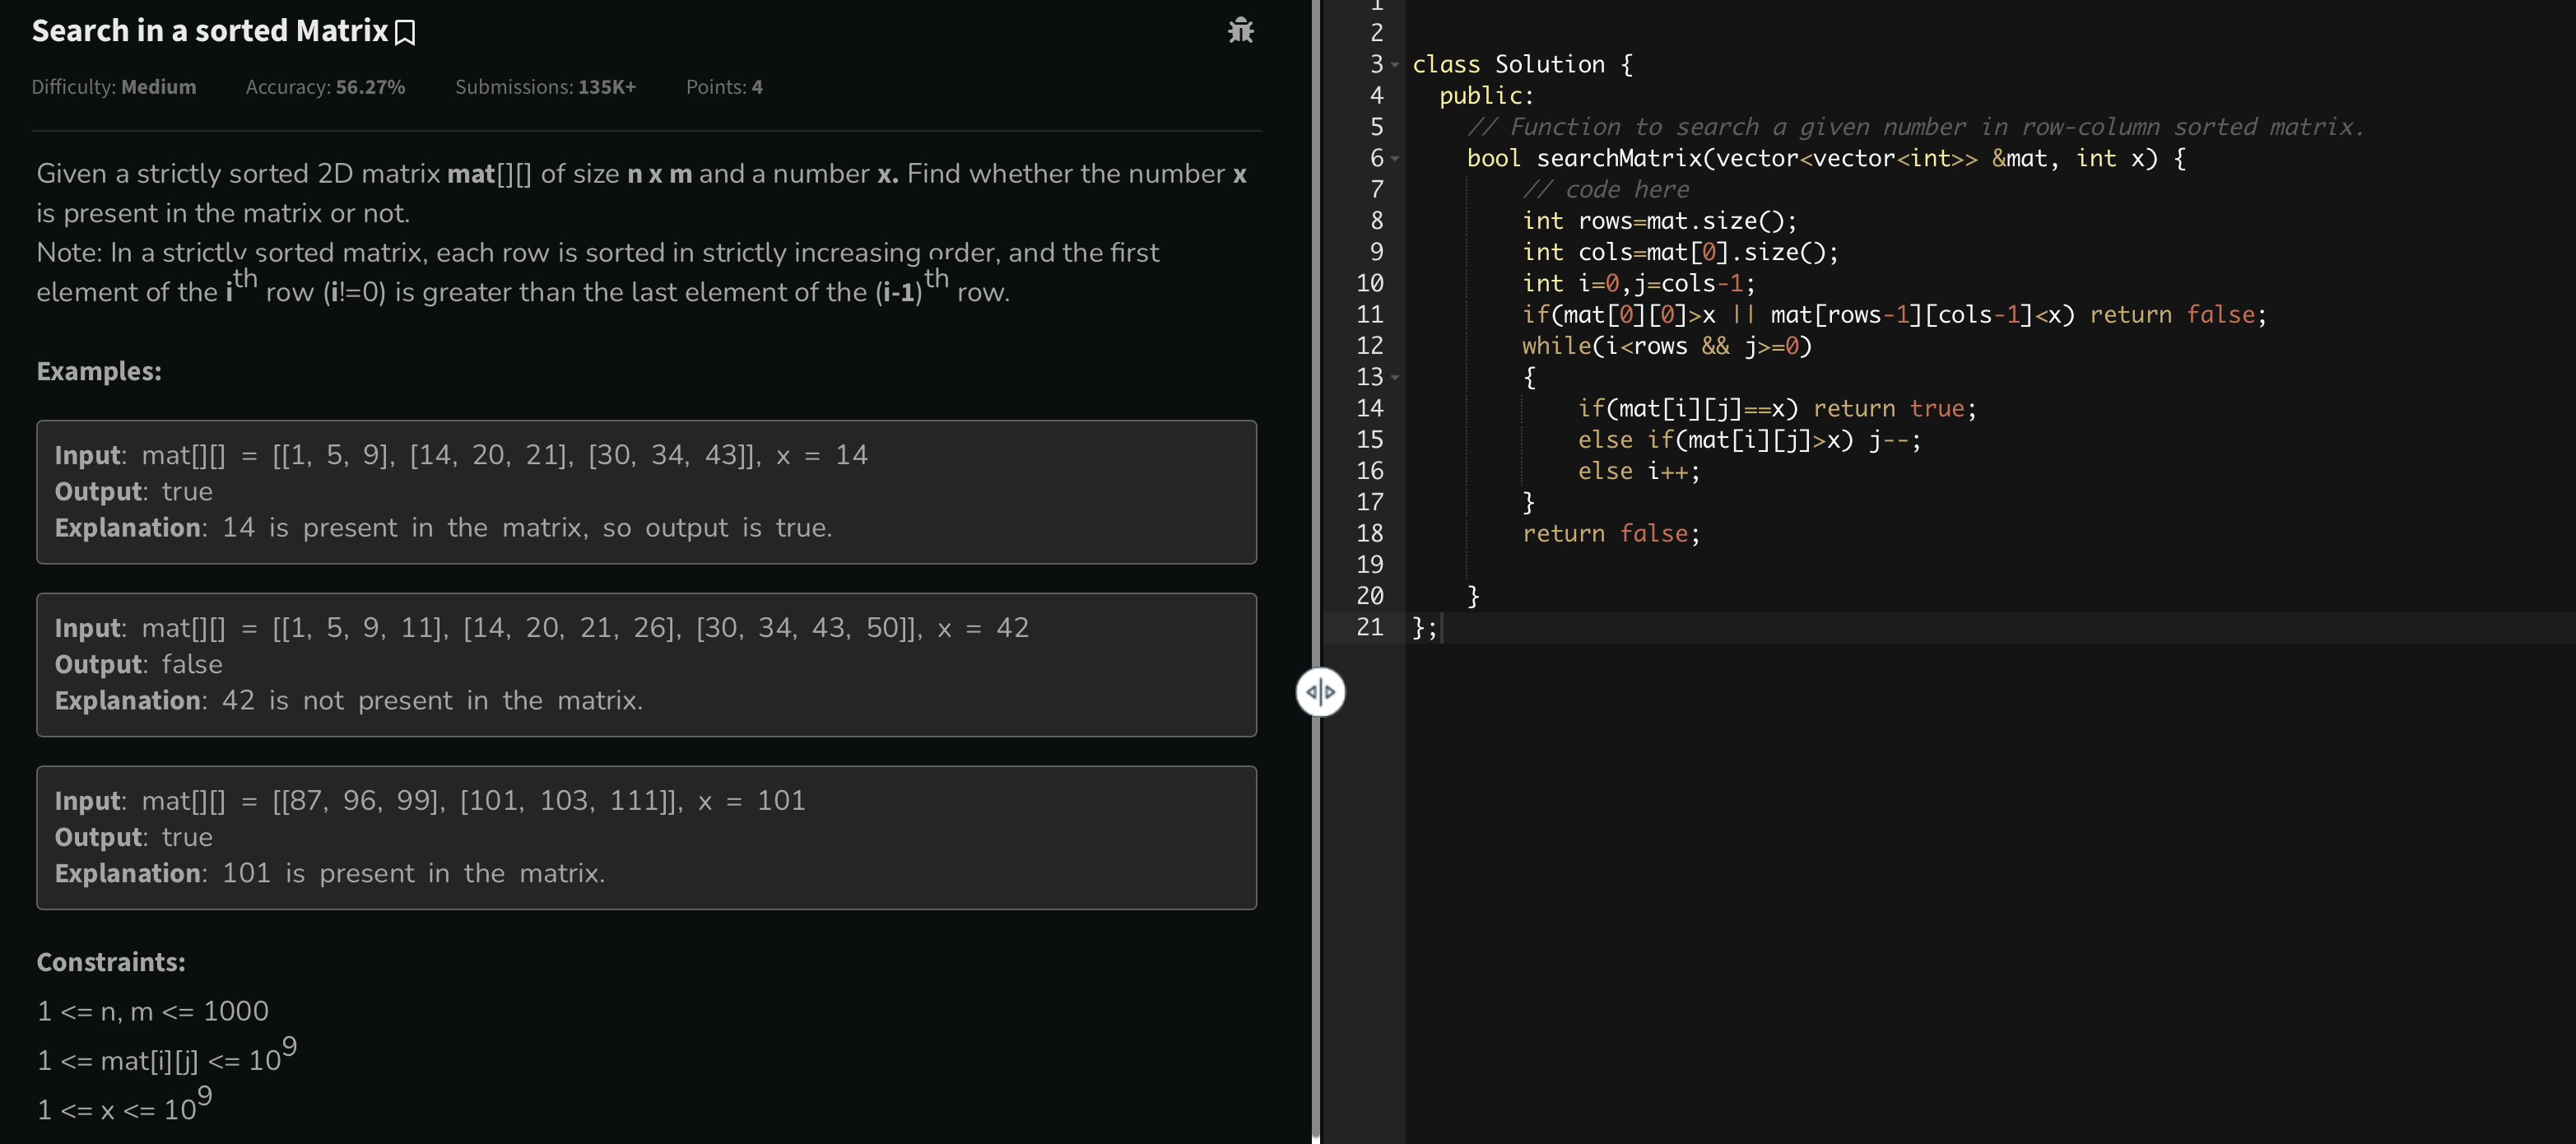 Search in a sorted Matrix
Difficulty: Medium Accuracy: 56.27% Submissions: 135K+ Points: 4
Given a strictly sorted 2D matrix mat[][] of size n x m and a number x. Find whether the number x
is present in the matrix or not.
Note: In a strictly sorted matrix, each row is sorted in strictly increasing order, and the first
element of the ith row (i!=0) is greater than the last element of the (i-1)th row.
Examples:
Input: mat[][] = [[1, 5, 9], [14, 20, 21], [30, 34, 43]], x = 14
Output: true
Explanation: 14 is present in the matrix, so output is true.
Input: mat[][] = [[1, 5, 9, 11], [14, 20, 21, 26], [30, 34, 43, 50]], x = 42
Output: false
Explanation: 42 is not present in the matrix.
Input: mat[][] = [[87, 96, 99], [101, 103, 111]], x = 101
Output: true
Explanation: 101 is present in the matrix.
Constraints:
1 <= n, m <= 1000
1 <= mat[i][j] <= 10^9
1 <= x <= 10^9
1
2
3 class Solution {
4 public:
5 // Function to search a given number in row-column sorted matrix.
6 bool searchMatrix(vector<vector<int>> &mat, int x) {
7 // code here
8 int rows=mat.size();
9 int cols=mat[0].size();
10 int i=0,j=cols-1;
11 if(mat[0][0]>x || mat[rows-1][cols-1]<x) return false;
12 while(i<rows && j>=0)
13 {
14 if(mat[i][j]==x) return true;
15 else if(mat[i][j]>x) j--;
16 else i++;
17 }
18 return false;
19
20 }
21 };